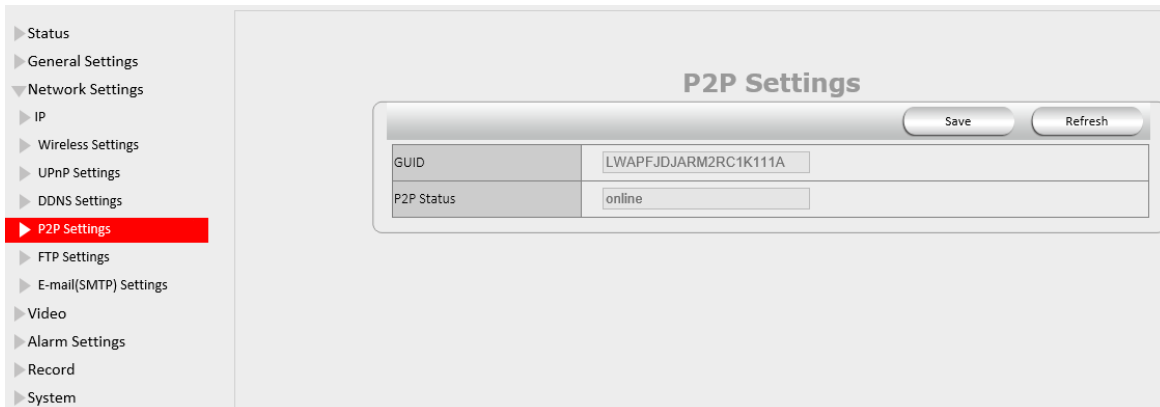 Status
General Settings
Network Settings
IP
Wireless Settings
UPnP Settings
DDNS Settings
P2P Settings
FTP Settings
E-mail(SMTP) Settings
Video
Alarm Settings
Record
System
P2P Settings
Save Refresh
GUID LWAPFJDJARM2RC1K111A
P2P Status online